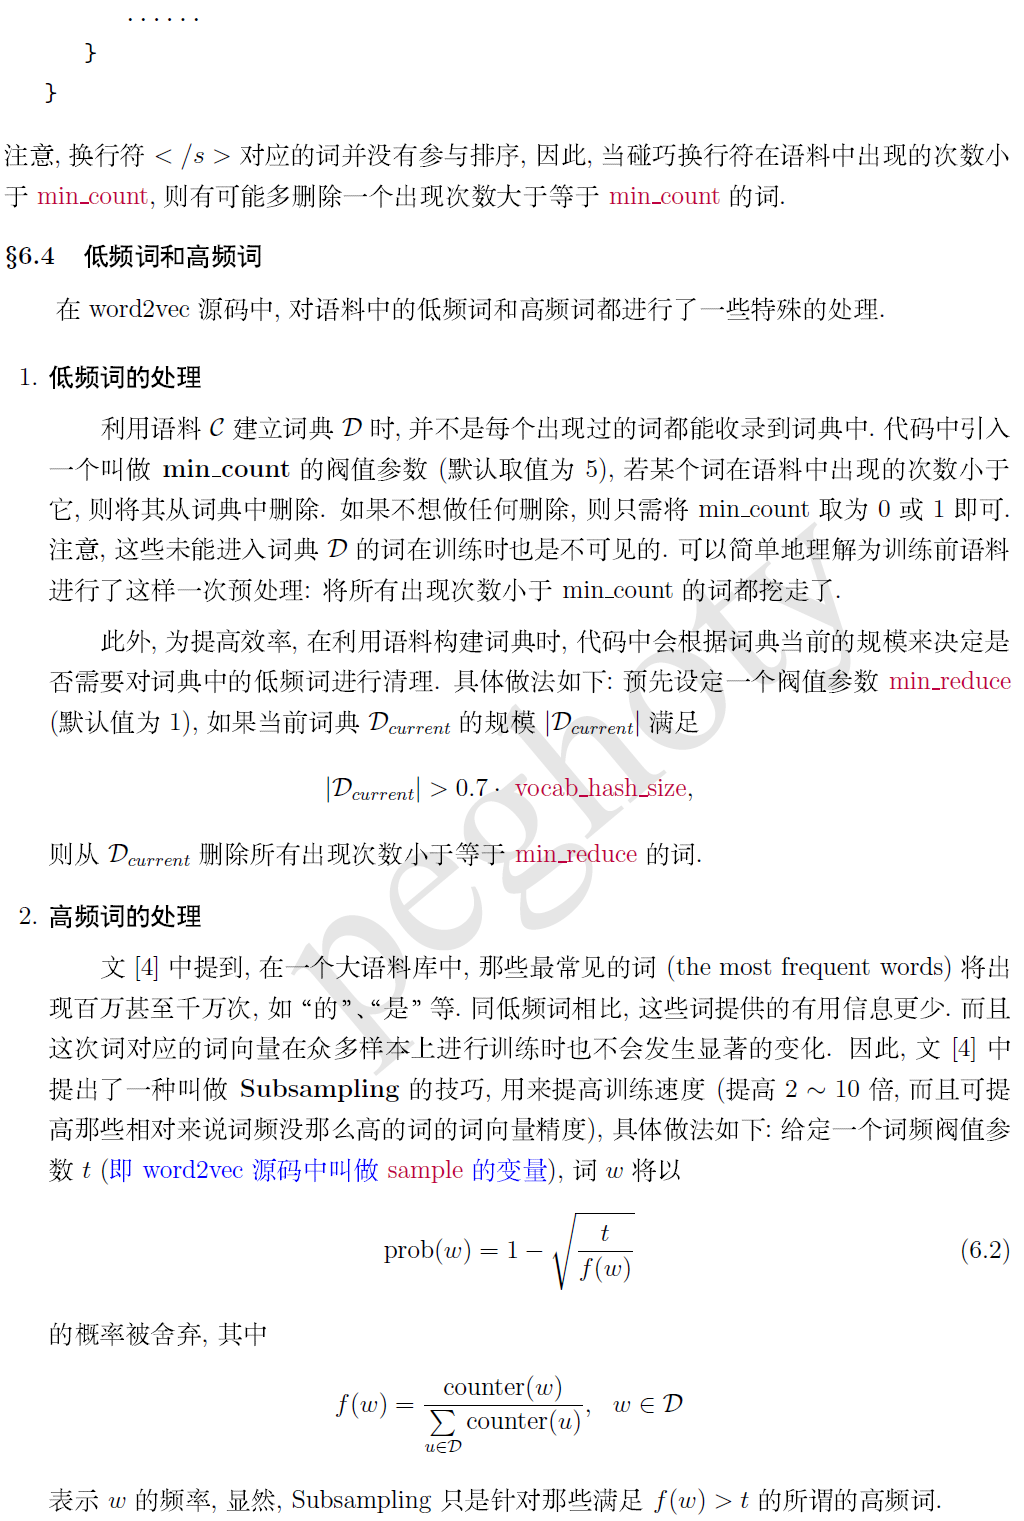 ......
}
}
注意, 换行符 < /s > 对应的词并没有参与排序, 因此, 当碰巧换行符在语料中出现的次数小
于 min_count, 则有可能多删除一个出现次数大于等于 min_count 的词.
§6.4 低频词和高频词
在 word2vec 源码中, 对语料中的低频词和高频词都进行了一些特殊的处理.
1. 低频词的处理
利用语料 C 建立词典 D 时, 并不是每个出现过的词都能收录到词典中. 代码中引入
一个叫做 min_count 的阀值参数 (默认取值为 5), 若某个词在语料中出现的次数小于
它, 则将其从词典中删除. 如果不想做任何删除, 则只需将 min_count 取为 0 或 1 即可.
注意, 这些未能进入词典 D 的词在训练时也是不可见的. 可以简单地理解为训练前语料
进行了这样一次预处理: 将所有出现次数小于 min_count 的词都挖走了.
此外, 为提高效率, 在利用语料构建词典时, 代码中会根据词典当前的规模来决定是
否需要对词典中的低频词进行清理. 具体做法如下: 预先设定一个阀值参数 min_reduce
(默认值为 1), 如果当前词典 D_current 的规模 |D_current| 满足
|D_current| > 0.7 · vocab_hash_size,
则从 D_current 删除所有出现次数小于等于 min_reduce 的词.
2. 高频词的处理
文 [4] 中提到, 在一个大语料库中, 那些最常见的词 (the most frequent words) 将出
现百万甚至千万次, 如 “的”、“是” 等. 同低频词相比, 这些词提供的有用信息更少. 而且
这次词对应的词向量在众多样本上进行训练时也不会发生显著的变化. 因此, 文 [4] 中
提出了一种叫做 Subsampling 的技巧, 用来提高训练速度 (提高 2 ∼ 10 倍, 而且可提
高那些相对来说词频没那么高的词的词向量精度), 具体做法如下: 给定一个词频阀值参
数 t (即 word2vec 源码中叫做 sample 的变量), 词 w 将以
prob(w) = 1 − √(t / f(w)) (6.2)
的概率被舍弃, 其中
f(w) = counter(w) / ∑_{u∈D} counter(u), w ∈ D
表示 w 的频率, 显然, Subsampling 只是针对那些满足 f(w) > t 的所谓的高频词.
peghoty